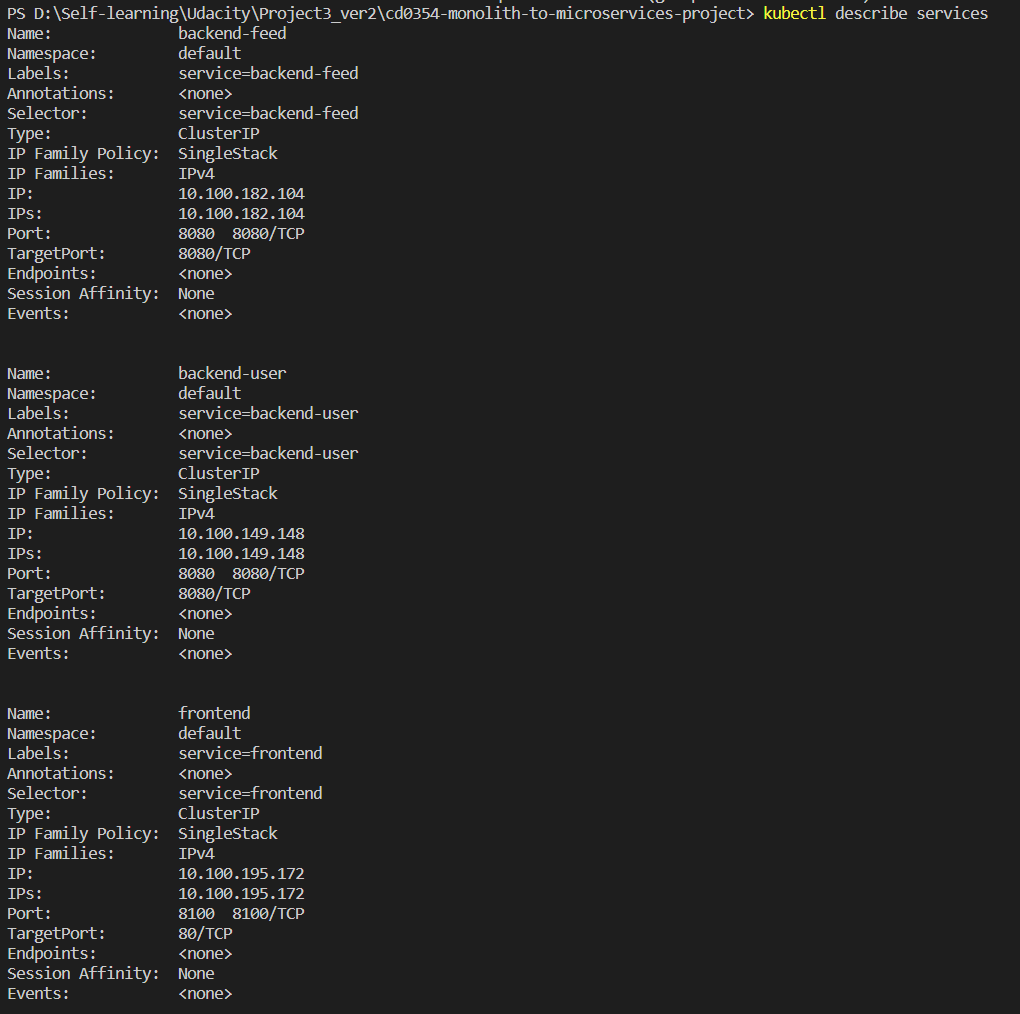 PS D:\Self-learning\Udacity\Project3_ver2\cd0354-monolith-to-microservices-project> kubectl describe services
Name:              backend-feed
Namespace:         default
Labels:            service=backend-feed
Annotations:       <none>
Selector:          service=backend-feed
Type:              ClusterIP
IP Family Policy:  SingleStack
IP Families:       IPv4
IP:                10.100.182.104
IPs:               10.100.182.104
Port:              8080  8080/TCP
TargetPort:        8080/TCP
Endpoints:         <none>
Session Affinity:  None
Events:            <none>
Name:              backend-user
Namespace:         default
Labels:            service=backend-user
Annotations:       <none>
Selector:          service=backend-user
Type:              ClusterIP
IP Family Policy:  SingleStack
IP Families:       IPv4
IP:                10.100.149.148
IPs:               10.100.149.148
Port:              8080  8080/TCP
TargetPort:        8080/TCP
Endpoints:         <none>
Session Affinity:  None
Events:            <none>
Name:              frontend
Namespace:         default
Labels:            service=frontend
Annotations:       <none>
Selector:          service=frontend
Type:              ClusterIP
IP Family Policy:  SingleStack
IP Families:       IPv4
IP:                10.100.195.172
IPs:               10.100.195.172
Port:              8100  8100/TCP
TargetPort:        80/TCP
Endpoints:         <none>
Session Affinity:  None
Events:            <none>